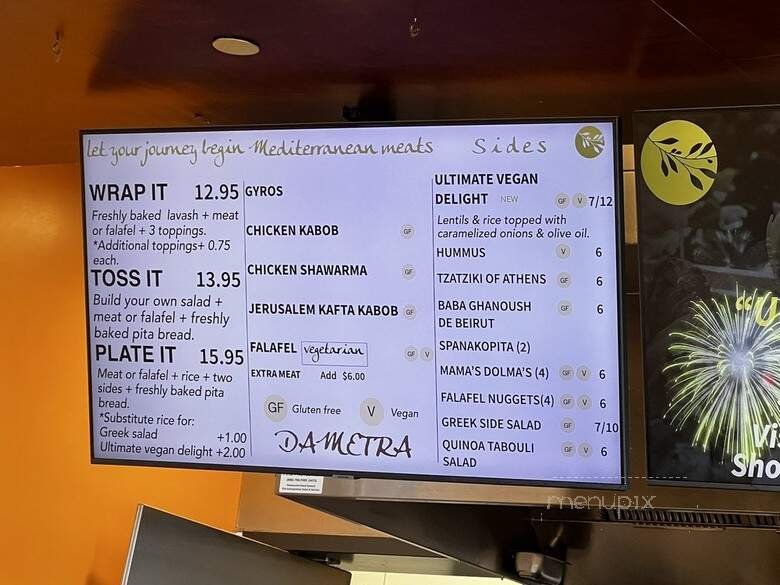 let your journey begin
WRAP IT 12.95
Freshly baked lavash + meat
or falafel + 3 toppings.
*Additional toppings+ 0.75
each.
TOSS IT 13.95
Build your own salad +
meat or falafel + freshly
baked pita bread.
PLATE IT 15.95
Meat or falafel + rice + two
sides + freshly baked pita
bread.
*Substitute rice for:
Greek salad +1.00
Ultimate vegan delight +2.00
Mediterranean meats
GYROS
CHICKEN KABOB GF
CHICKEN SHAWARMA GF
JERUSALEM KAFTA KABOB GF
FALAFEL vegetarian GF V
EXTRA MEAT Add $6.00
GF Gluten free V Vegan
DAMETRA
Sides
ULTIMATE VEGAN
DELIGHT NEW GF V 7/12
Lentils & rice topped with
caramelized onions & olive oil.
HUMMUS V 6
TZATZIKI OF ATHENS GF 6
BABA GHANOUSH GF 6
DE BEIRUT
SPANAKOPITA (2)
MAMA'S DOLMA'S (4) GF V 6
FALAFEL NUGGETS(4) GF V 6
GREEK SIDE SALAD GF 7/10
QUINOA TABOULI GF V 6
SALAD
"U
Vi
Sho
menupix